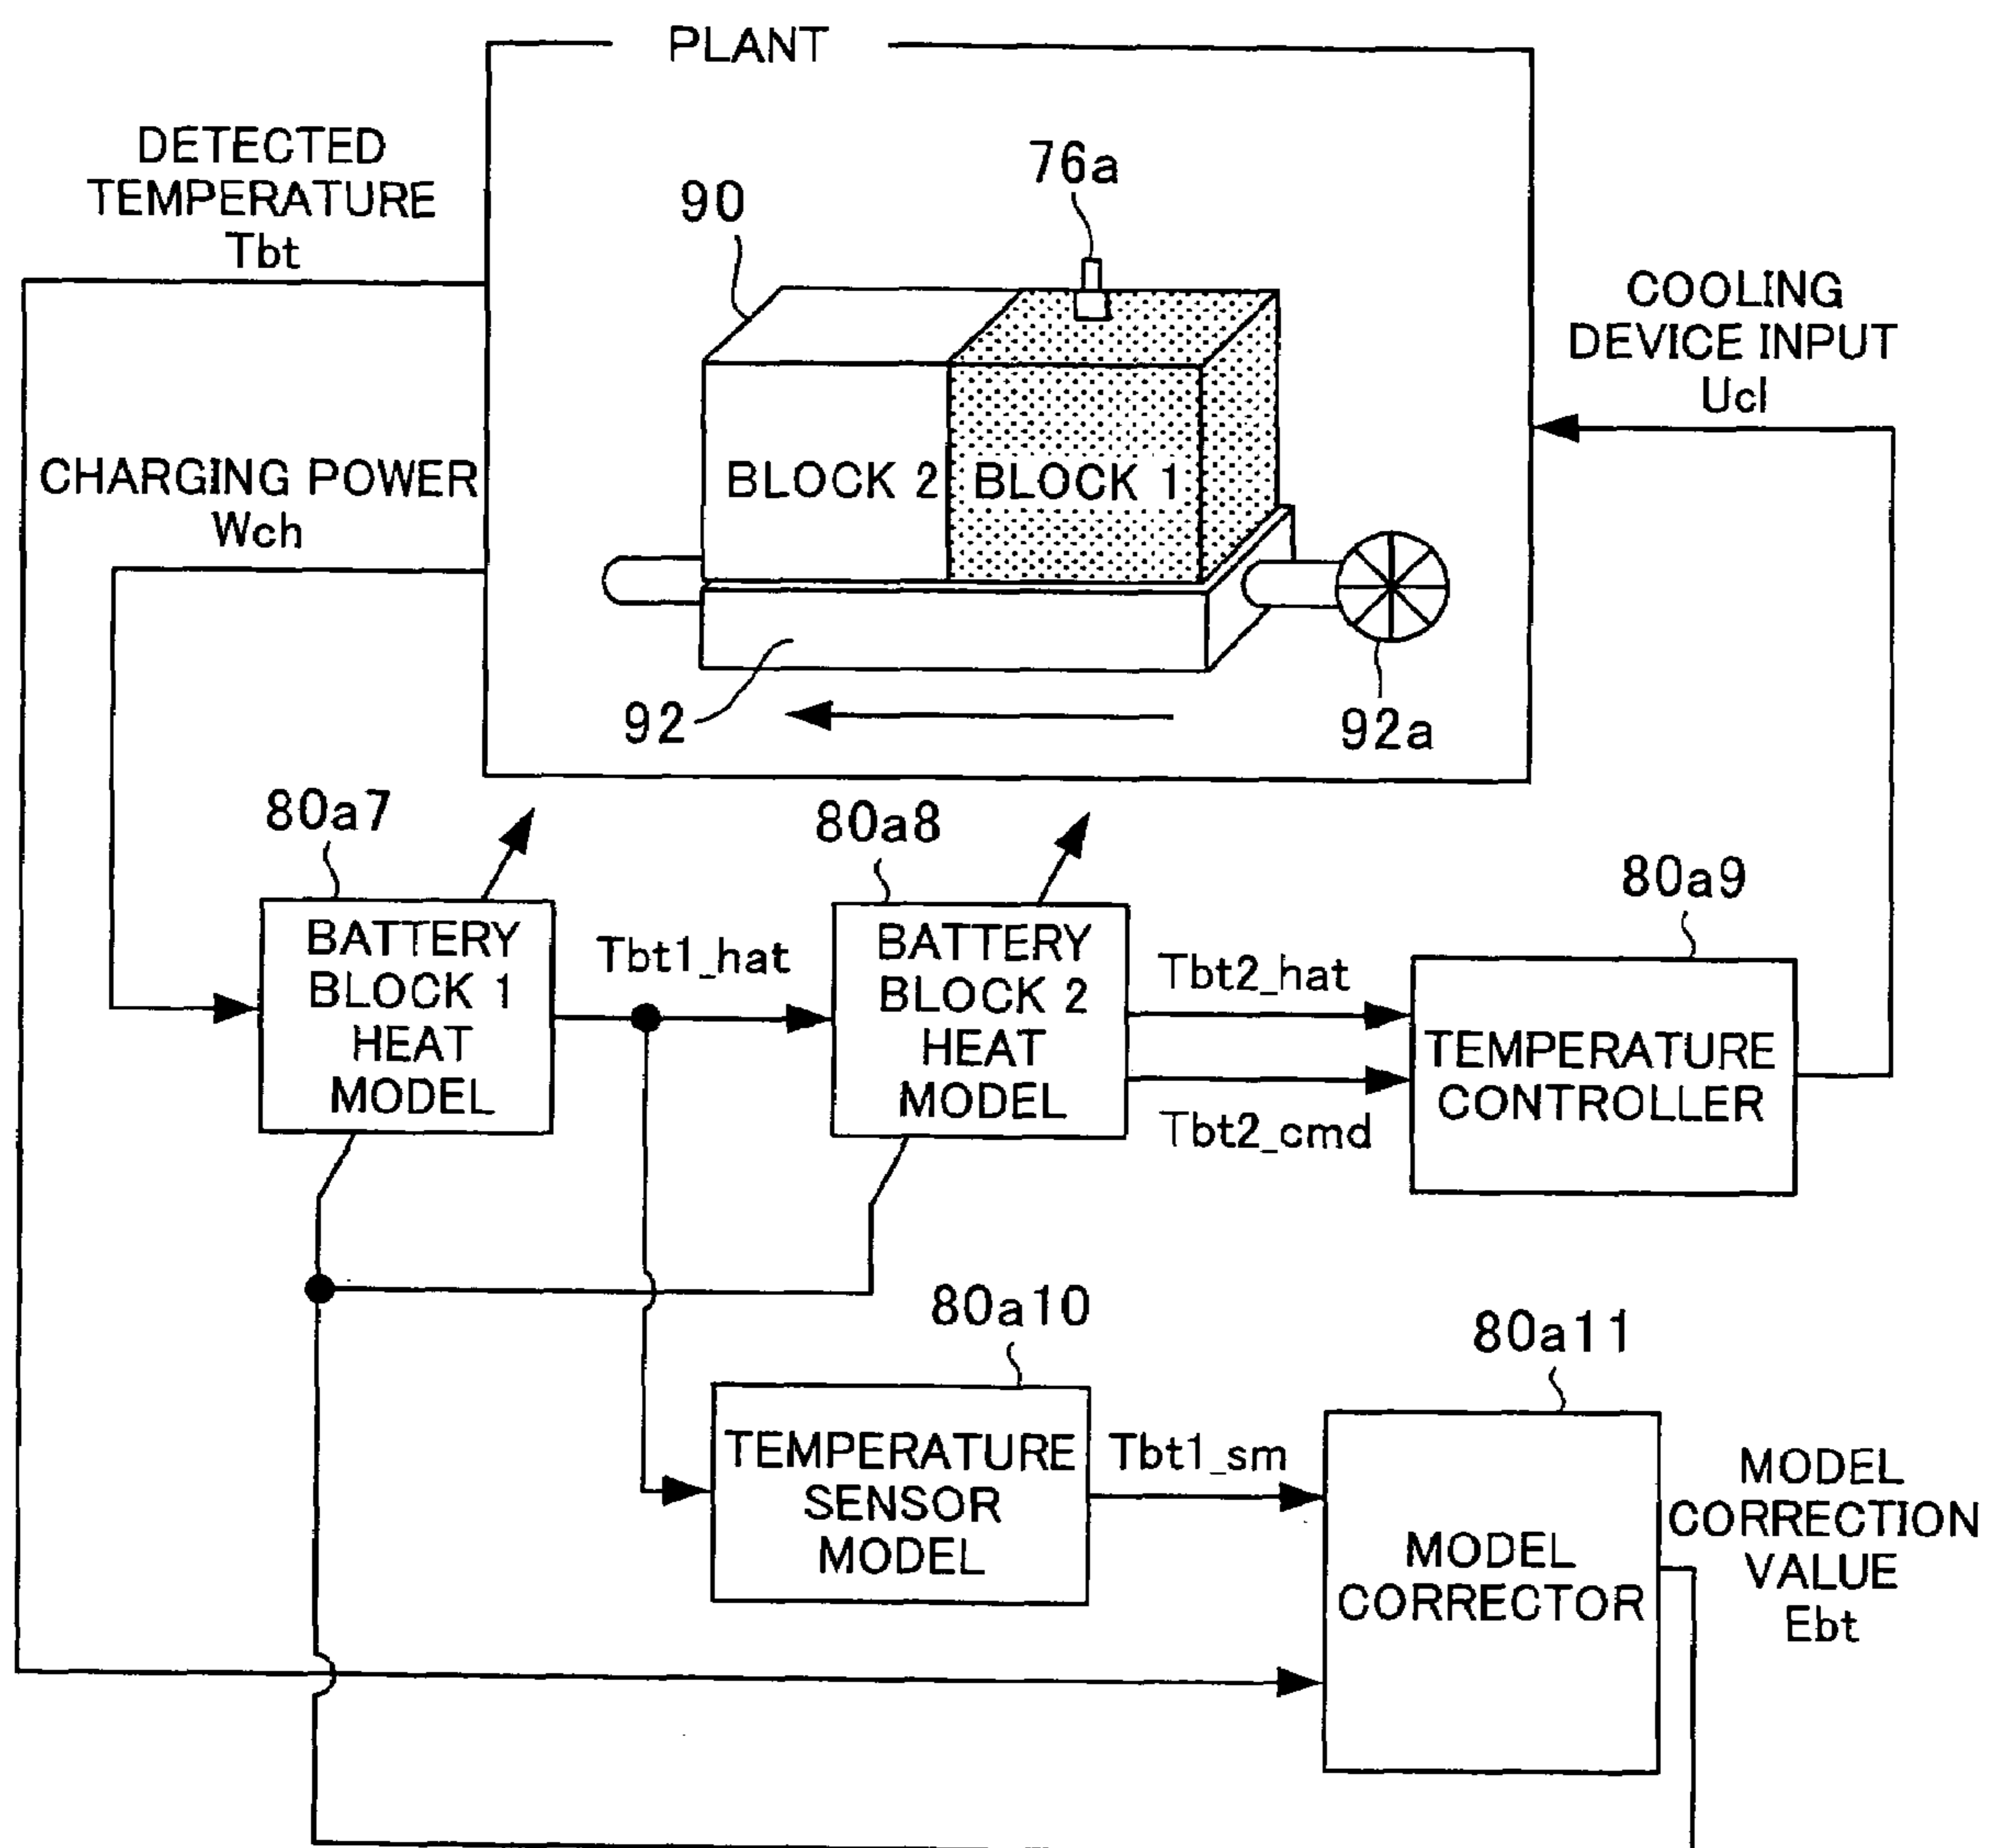 PLANT
DETECTED
TEMPERATURE
Tbt
76a
90
COOLING
DEVICE INPUT
Ucl
CHARGING POWER
Wch
BLOCK 2
BLOCK 1
92
92a
80a7
80a8
80a9
BATTERY
BLOCK 1
HEAT
MODEL
Tbt1_hat
BATTERY
BLOCK 2
HEAT
MODEL
Tbt2_hat
Tbt2_cmd
TEMPERATURE
CONTROLLER
80a10
80a11
TEMPERATURE
SENSOR
MODEL
Tbt1_sm
MODEL
CORRECTOR
MODEL
CORRECTION
VALUE
Ebt